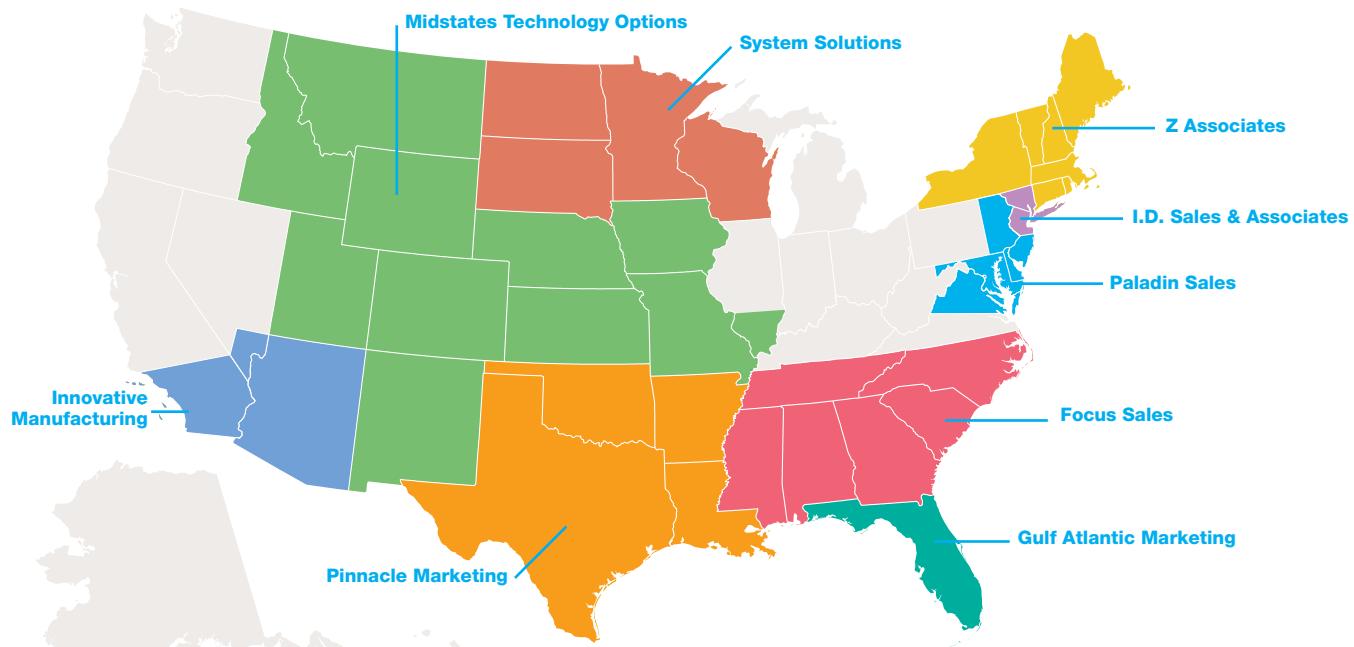 Midstates Technology Options
System Solutions
Z Associates
I.D. Sales & Associates
Paladin Sales
Innovative
Manufacturing
Focus Sales
Gulf Atlantic Marketing
Pinnacle Marketing